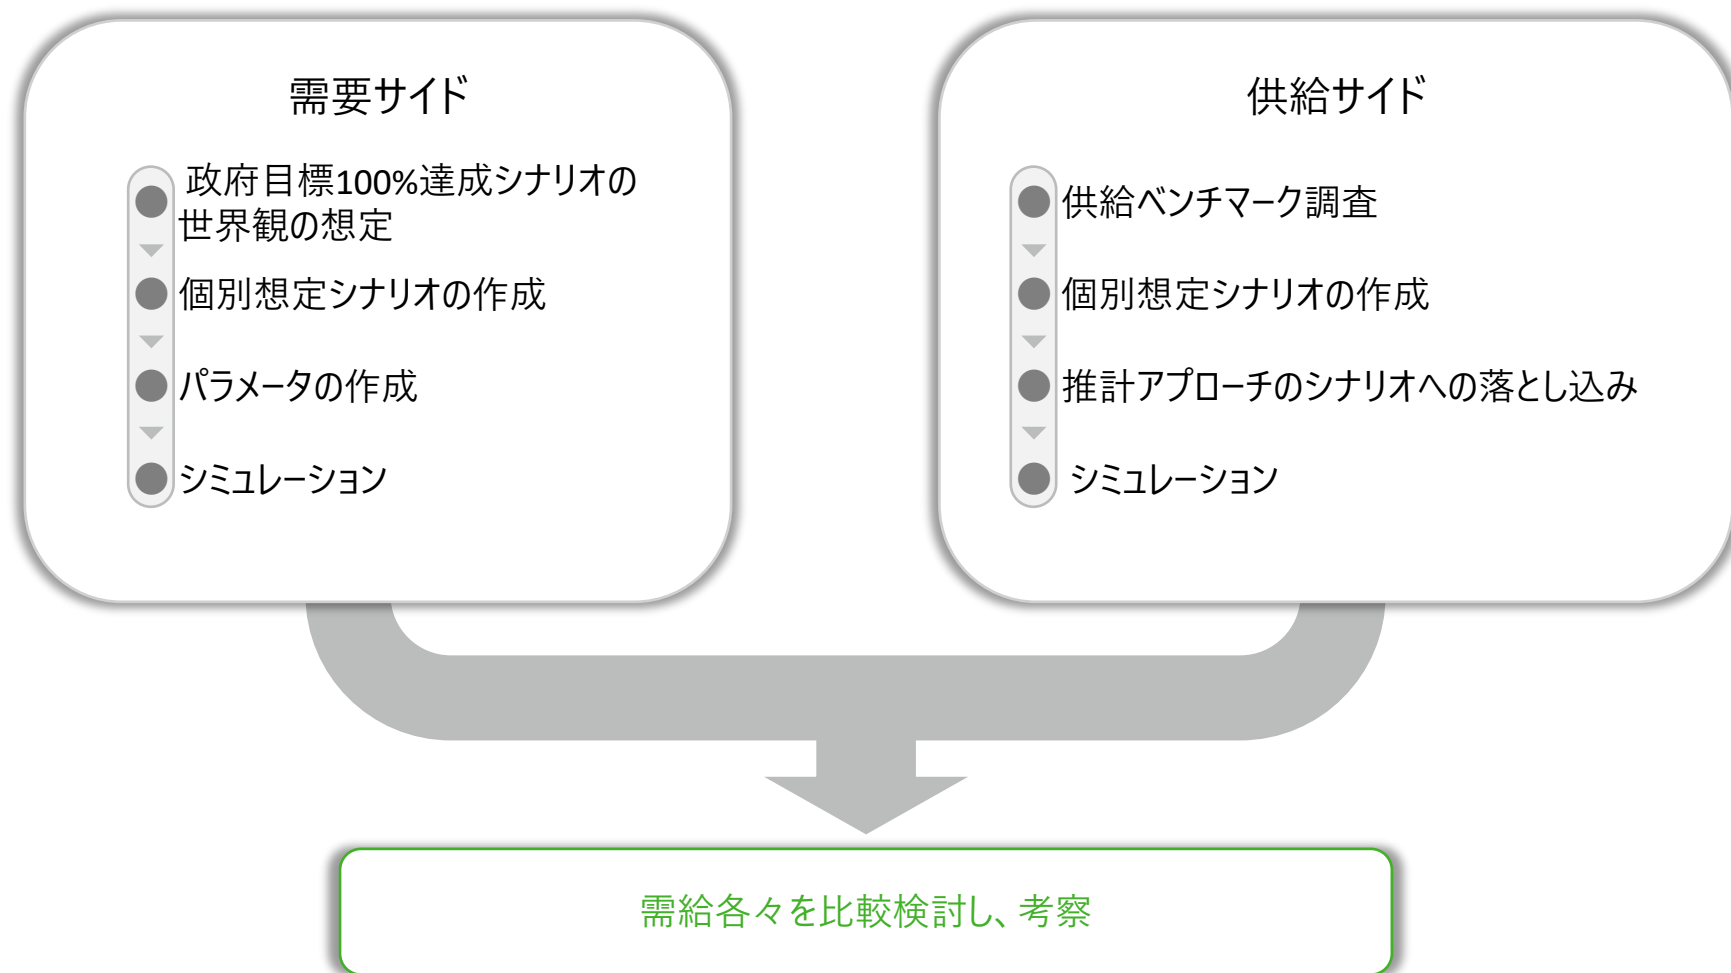 需要サイド
政府目標100%達成シナリオの
世界観の想定
個別想定シナリオの作成
パラメータの作成
シミュレーション
供給サイド
供給ベンチマーク調査
個別想定シナリオの作成
推計アプローチのシナリオへの落とし込み
シミュレーション
需給各々を比較検討し、考察